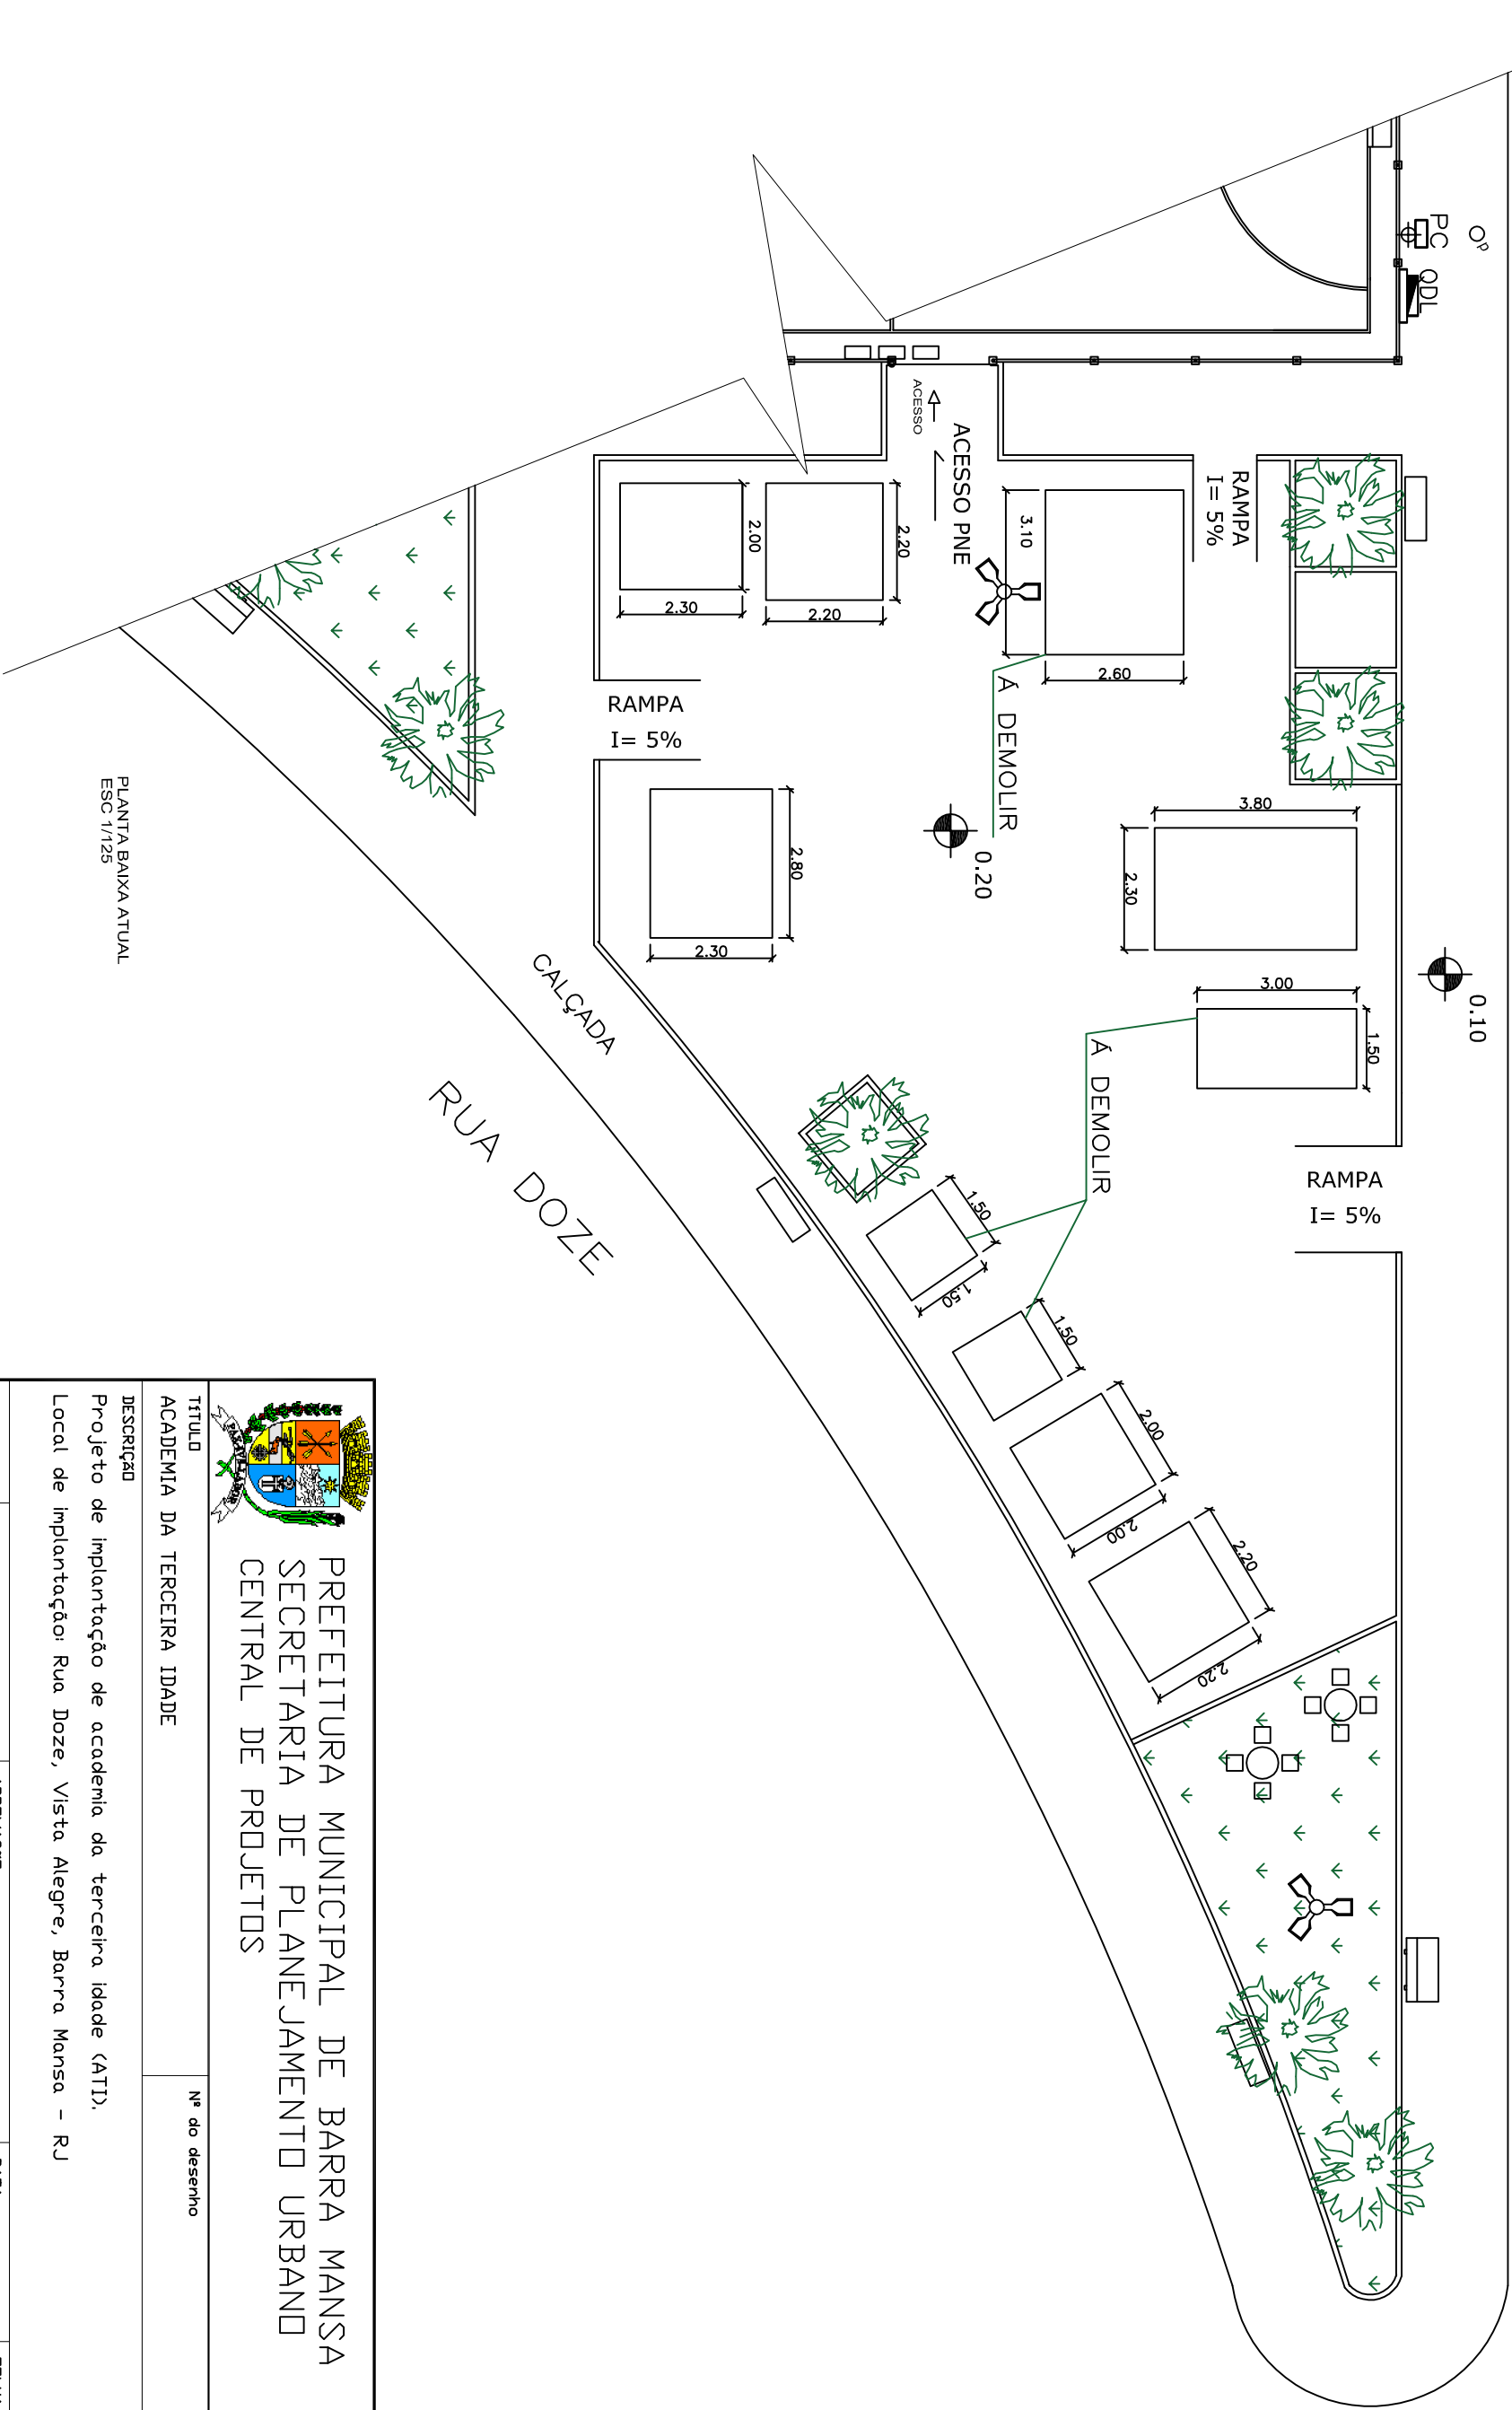 PC
QDL
P
RAMPA
I= 5%
ACESSO PNE
ACESSO
3.10
2.60
2.20
2.20
2.00
2.30
Á DEMOLIR
RAMPA
I= 5%
0.20
3.80
2.30
2.80
2.30
0.10
3.00
1.50
Á DEMOLIR
RAMPA
I= 5%
1.50
1.50
1.50
2.00
2.00
2.20
2.20
CALÇADA
RUA DOZE
PLANTA BAIXA ATUAL
ESC 1/125
PREFEITURA MUNICIPAL DE BARRA MANSA
SECRETARIA DE PLANEJAMENTO URBANO
CENTRAL DE PROJETOS
TíTULO
ACADEMIA DA TERCEIRA IDADE
Nº do desenho
DESCRIÇÃO
Projeto de implantação de academia da terceira idade (ATI).
Local de implantação: Rua Doze, Vista Alegre, Barra Mansa - RJ